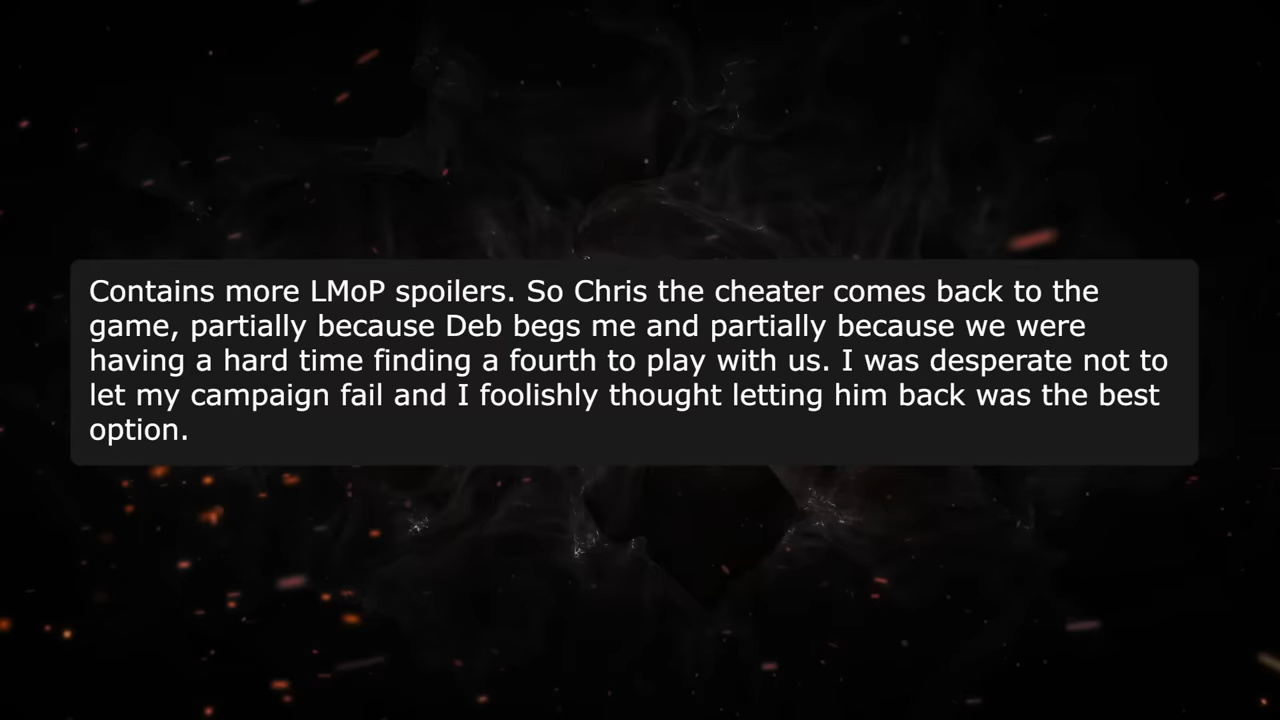 Contains more LMoP spoilers. So Chris the cheater comes back to the
game, partially because Deb begs me and partially because we were
having a hard time finding a fourth to play with us. I was desperate not to
let my campaign fail and I foolishly thought letting him back was the best
option.